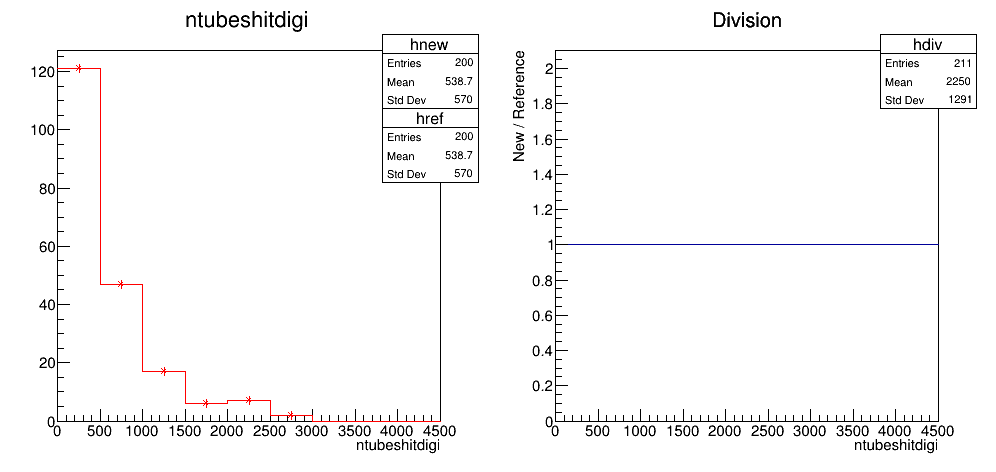 ntubeshitdigi
hnew
Entries 200
Mean 538.7
Std Dev 570
href
Entries 200
Mean 538.7
Std Dev 570
120
100
80
60
40
20
0
0 500 1000 1500 2000 2500 3000 3500 4000 4500
ntubeshitdigi
Division
hdiv
Entries 211
Mean 2250
Std Dev 1291
New / Reference
2
1.8
1.6
1.4
1.2
1
0.8
0.6
0.4
0.2
0
0 500 1000 1500 2000 2500 3000 3500 4000 4500
ntubeshitdigi